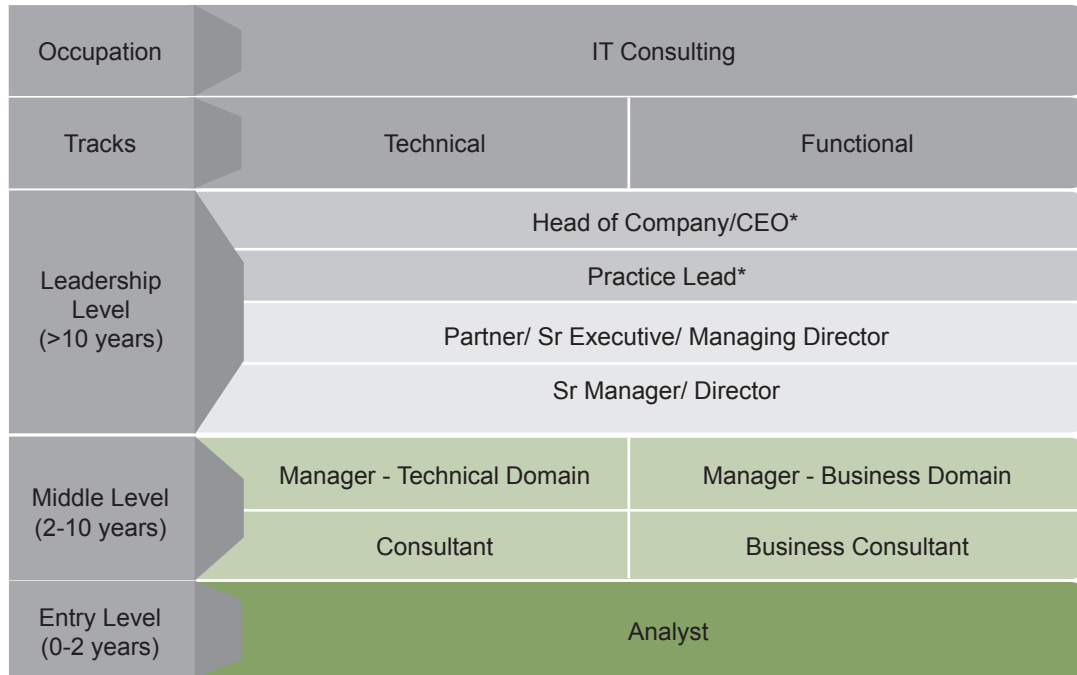 Occupation
IT Consulting
Tracks
Technical
Functional
Leadership
Level
(>10 years)
Head of Company/CEO*
Practice Lead*
Partner/ Sr Executive/ Managing Director
Sr Manager/ Director
Middle Level
(2-10 years)
Manager - Technical Domain
Manager - Business Domain
Consultant
Business Consultant
Entry Level
(0-2 years)
Analyst